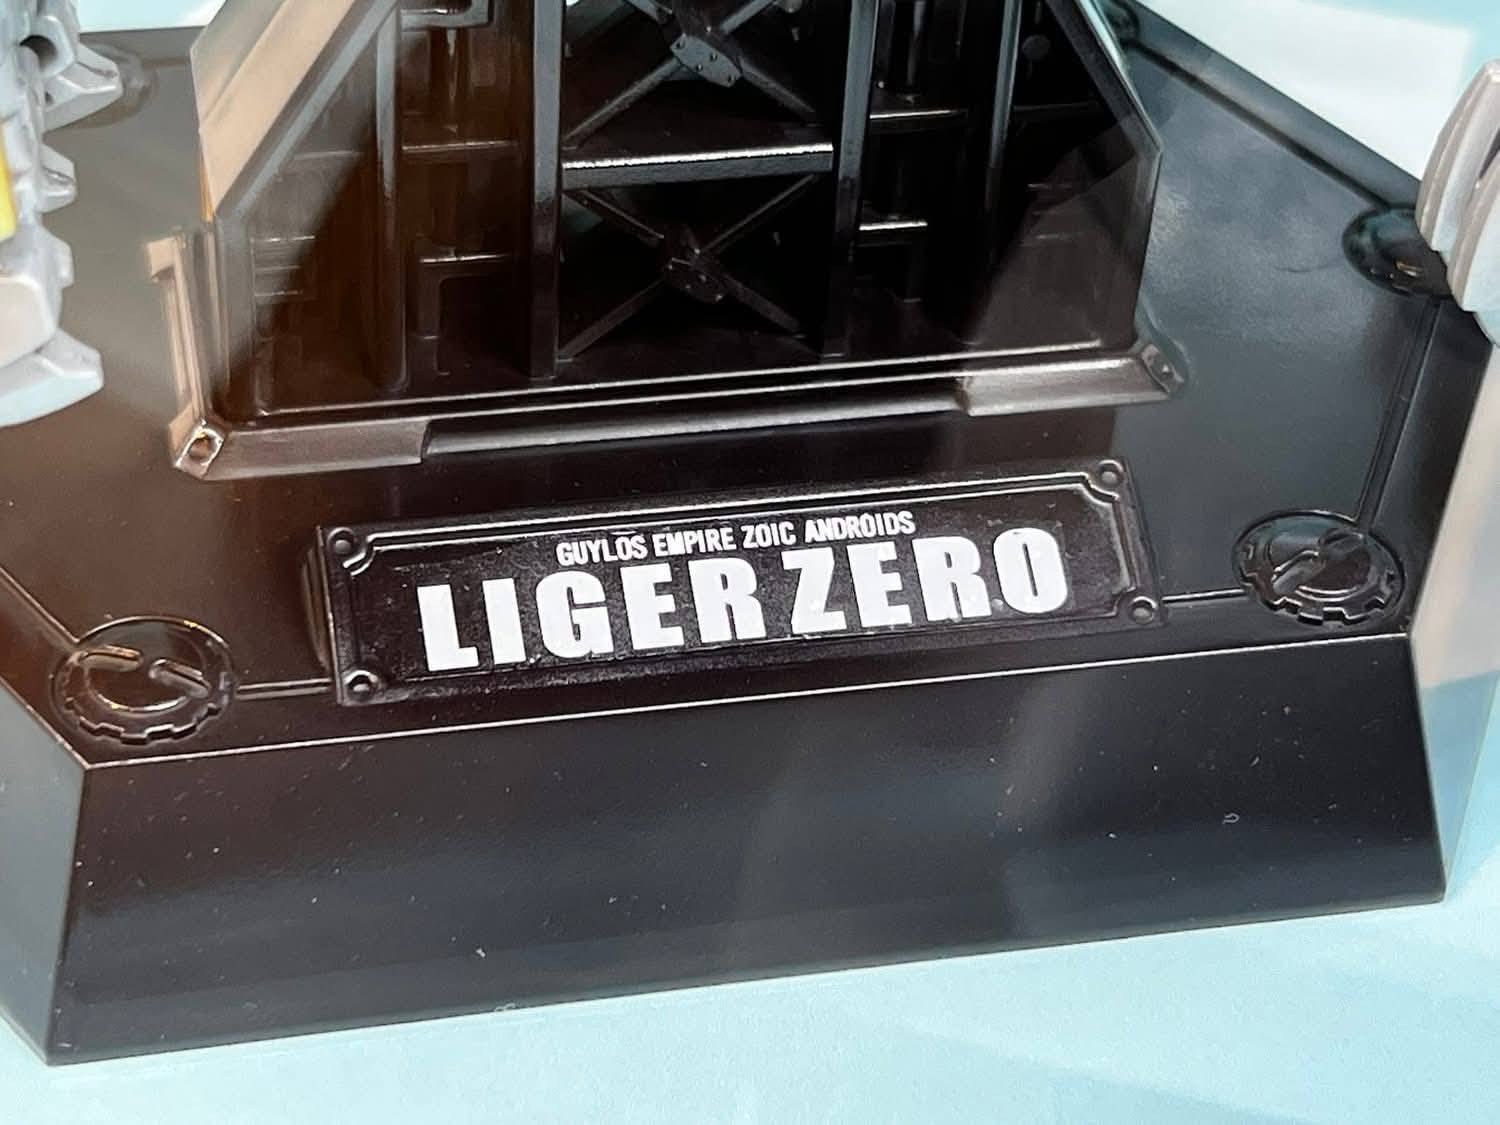 GUYLOS EMPIRE ZOIC ANDROIDS
LIGER ZERO